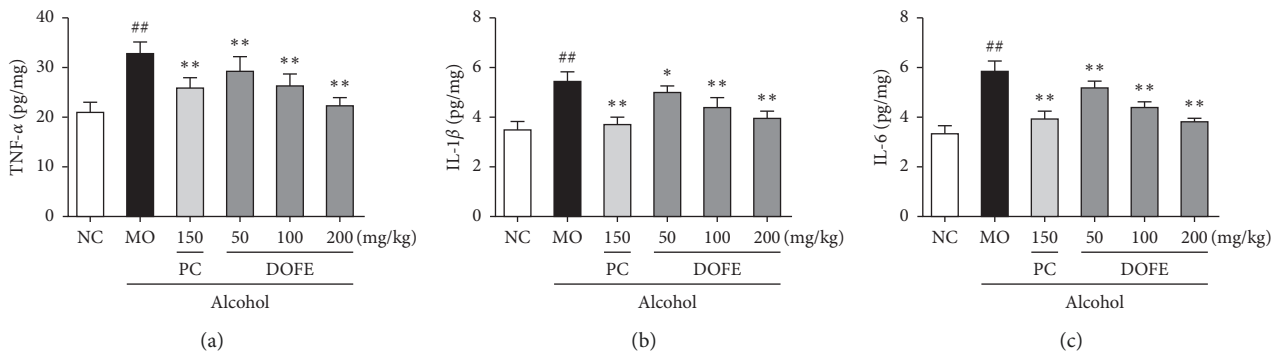 40
30
20
10
0
TNF-α (pg/mg)
##
**
**
**
**
NC MO 150 50 100 200 (mg/kg)
PC DOFE
Alcohol
(a)
8
6
4
2
0
IL-1β (pg/mg)
##
**
*
**
**
NC MO 150 50 100 200 (mg/kg)
PC DOFE
Alcohol
(b)
8
6
4
2
0
IL-6 (pg/mg)
##
**
**
**
**
NC MO 150 50 100 200 (mg/kg)
PC DOFE
Alcohol
(c)